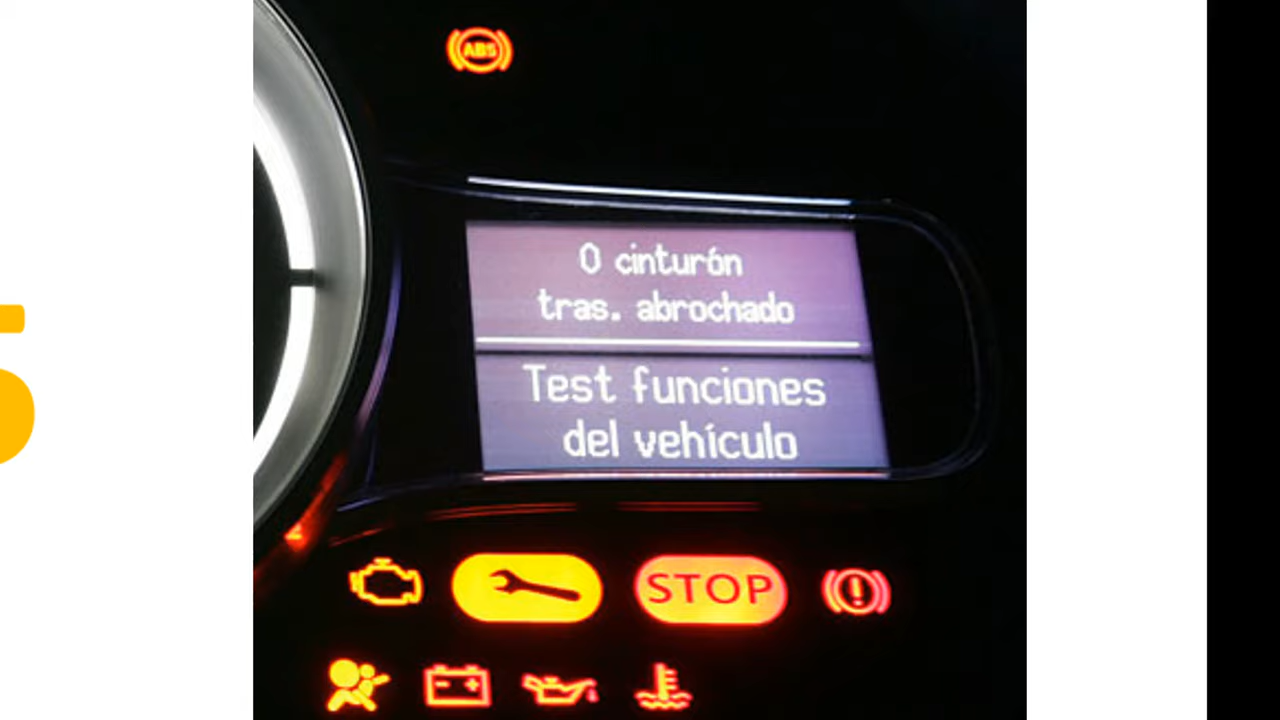 ABS
0 cinturón
tras. abrochado
Test funciones
del vehículo
STOP